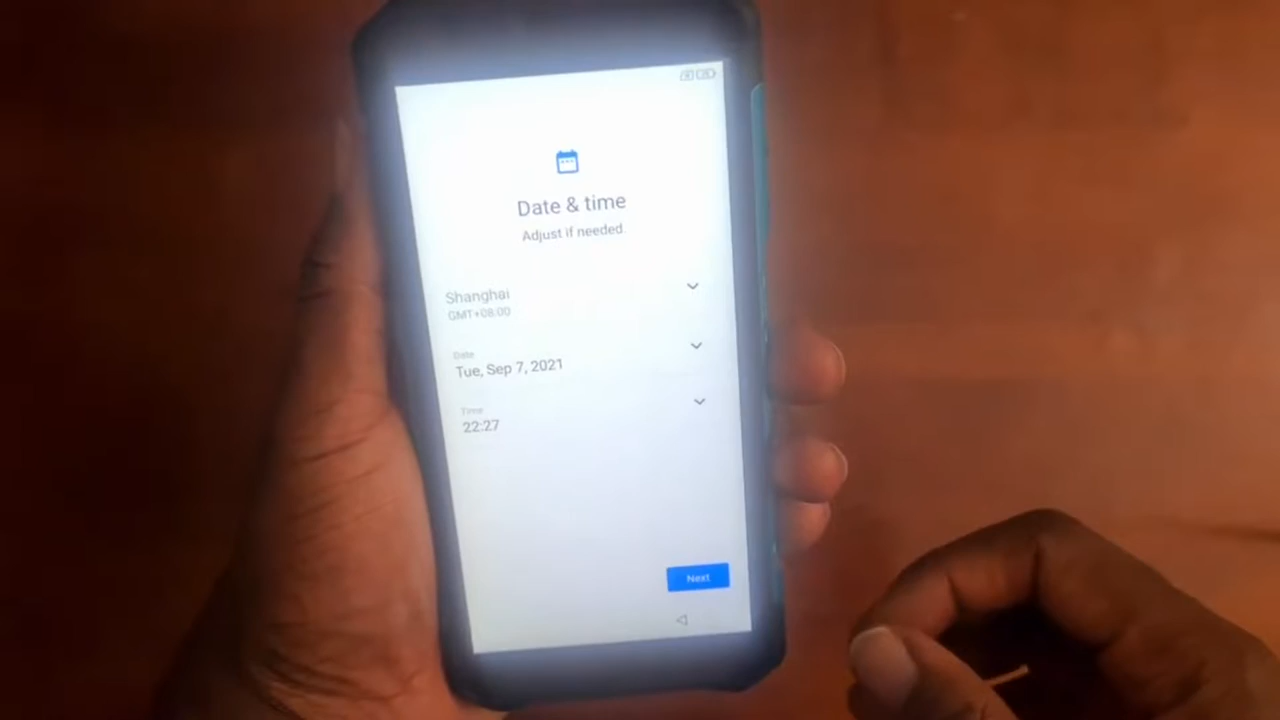 Date & time
Adjust if needed.
Shanghai
GMT+08:00
Date
Tue, Sep 7, 2021
Time
22:27
Next